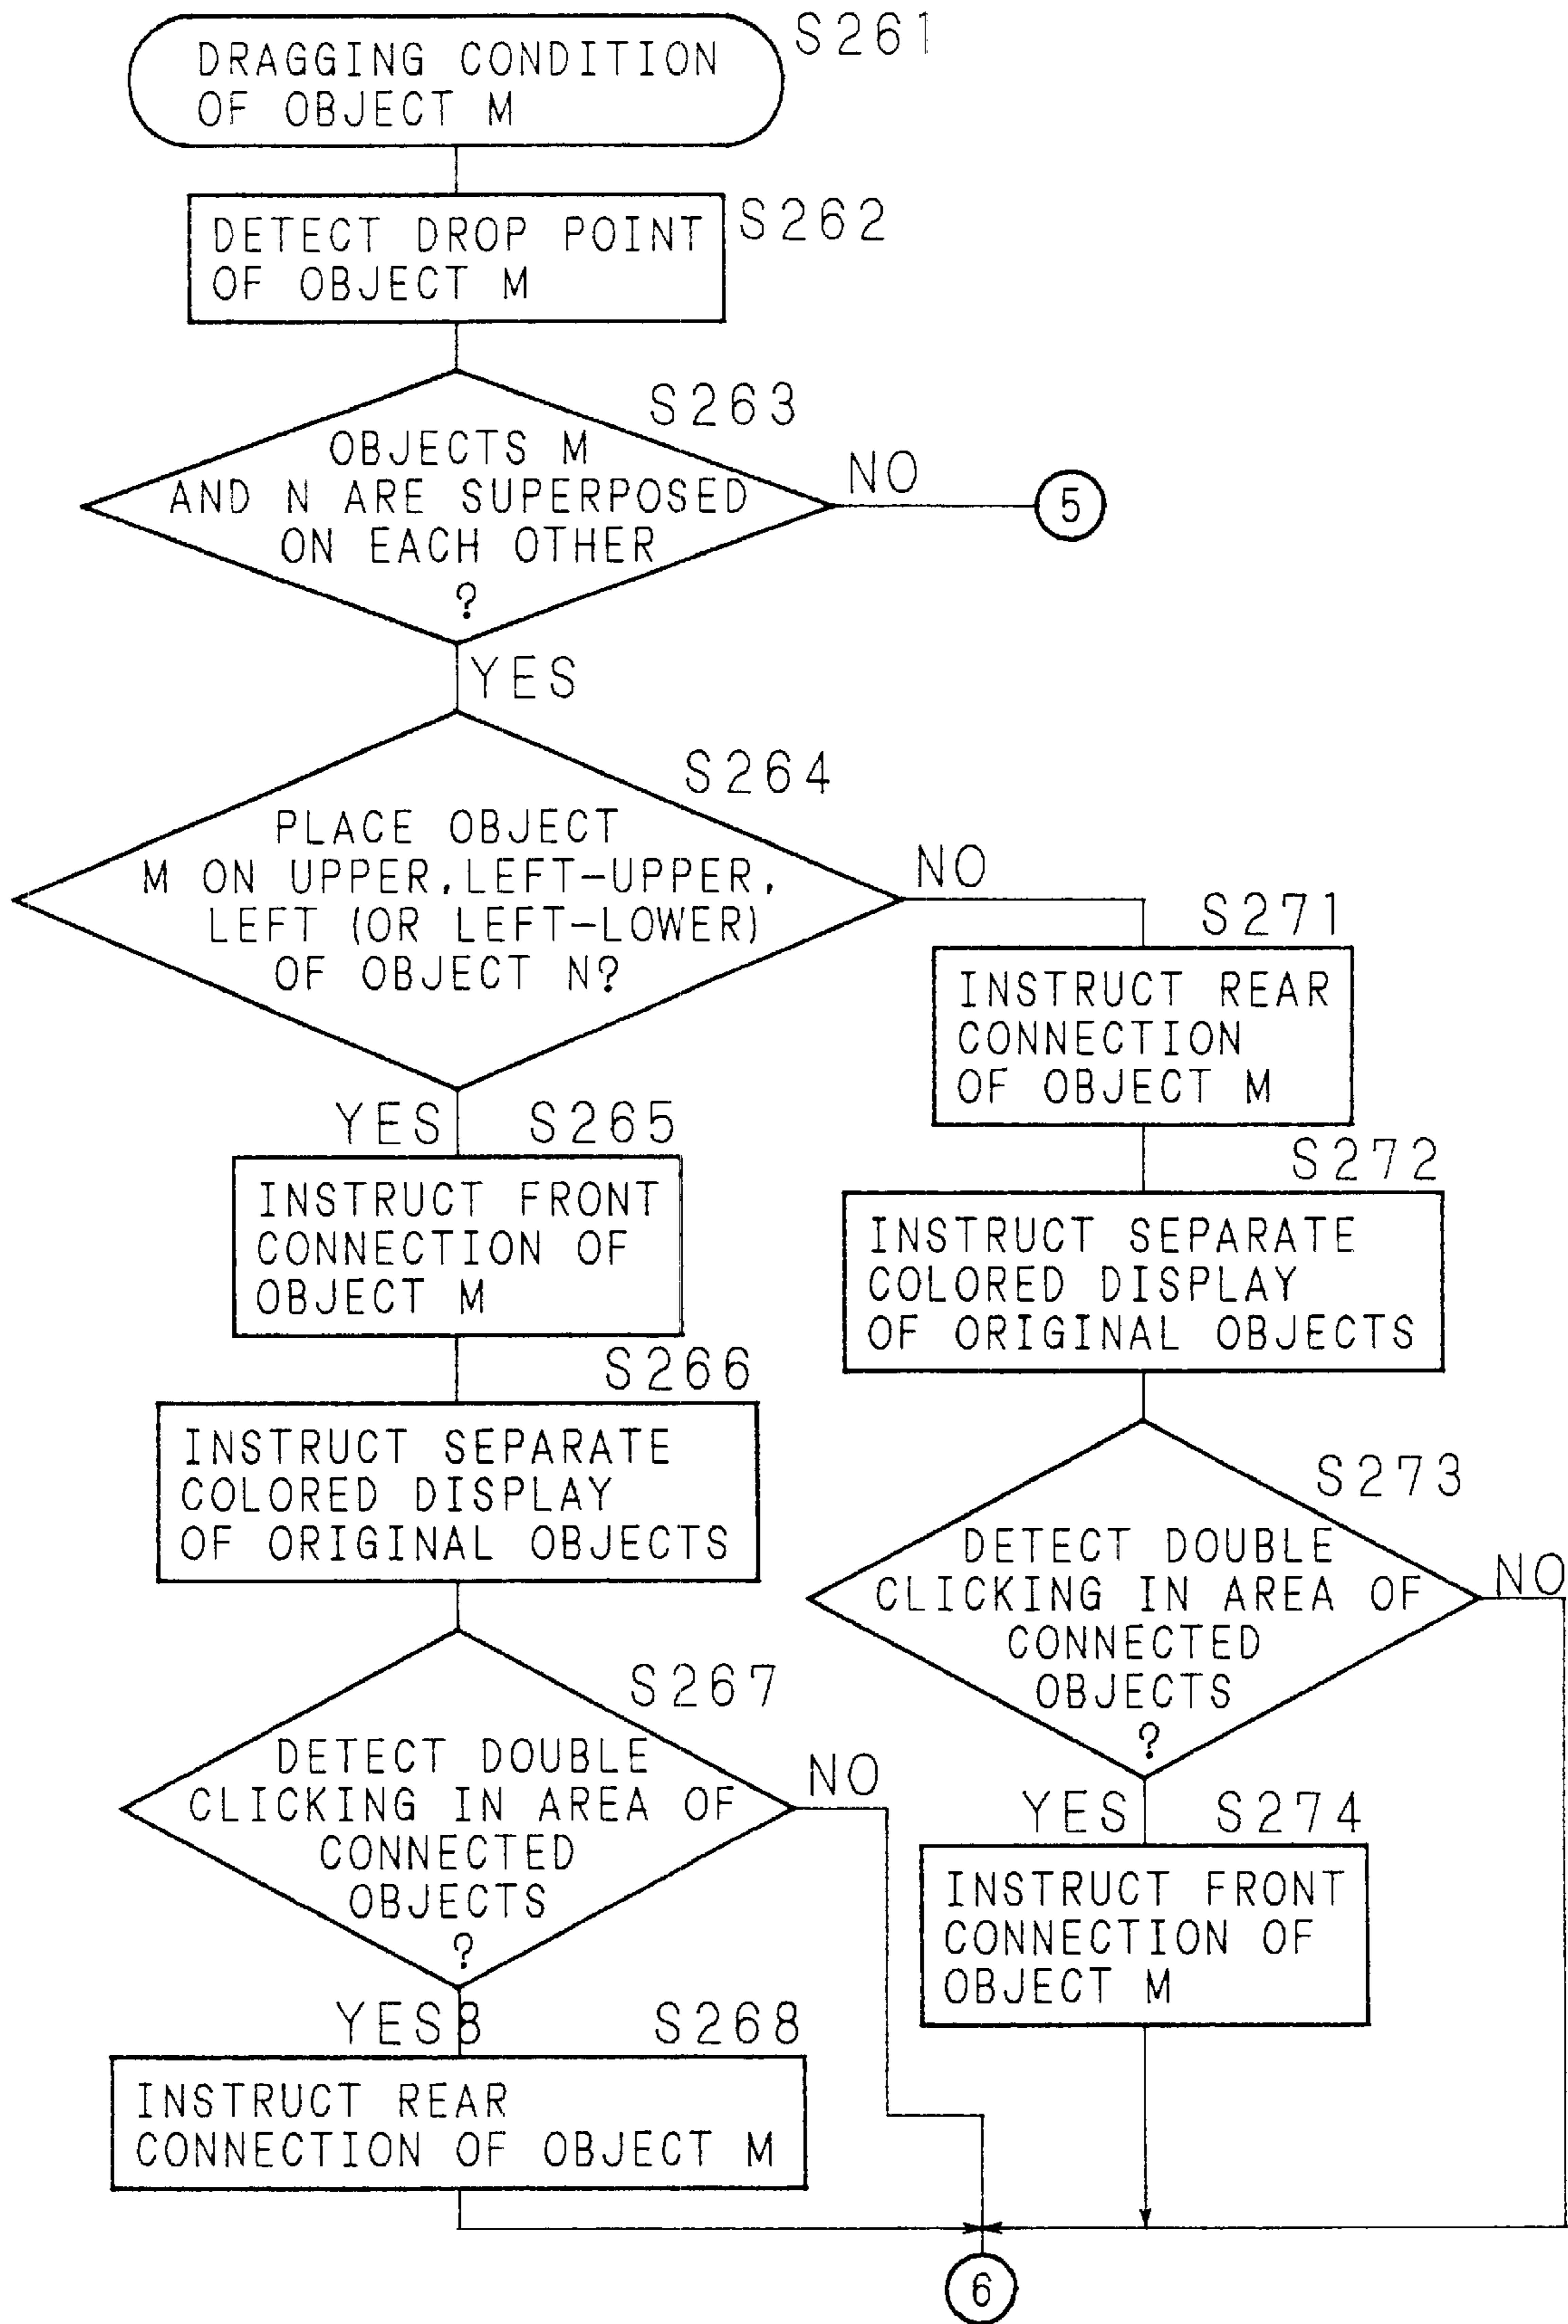 S261
DRAGGING CONDITION
OF OBJECT M
S262
DETECT DROP POINT
OF OBJECT M
S263
OBJECTS M
AND N ARE SUPERPOSED
ON EACH OTHER
?
NO
5
YES
S264
PLACE OBJECT
M ON UPPER, LEFT-UPPER,
LEFT (OR LEFT-LOWER)
OF OBJECT N?
NO
YES
S265
INSTRUCT FRONT
CONNECTION OF
OBJECT M
S266
INSTRUCT SEPARATE
COLORED DISPLAY
OF ORIGINAL OBJECTS
S267
DETECT DOUBLE
CLICKING IN AREA OF
CONNECTED
OBJECTS
?
NO
YES8
S268
INSTRUCT REAR
CONNECTION OF OBJECT M
S271
INSTRUCT REAR
CONNECTION
OF OBJECT M
S272
INSTRUCT SEPARATE
COLORED DISPLAY
OF ORIGINAL OBJECTS
S273
DETECT DOUBLE
CLICKING IN AREA OF
CONNECTED
OBJECTS
?
NO
YES
S274
INSTRUCT FRONT
CONNECTION OF
OBJECT M
6